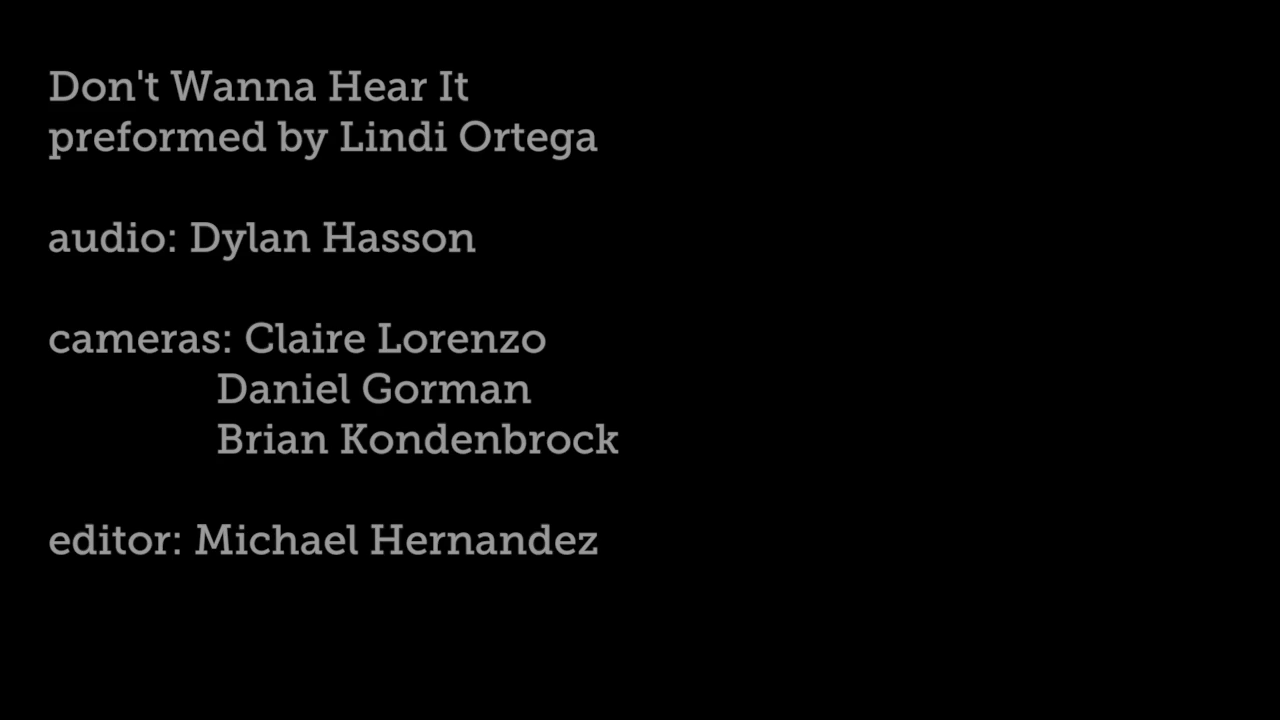 Don't Wanna Hear It
preformed by Lindi Ortega
audio: Dylan Hasson
cameras: Claire Lorenzo
Daniel Gorman
Brian Kondenbrock
editor: Michael Hernandez